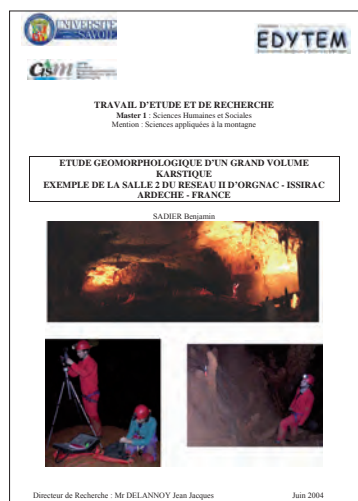 UNIVERSITE
SAVOIE
EDYTEM
Cism
TRAVAIL D'ETUDE ET DE RECHERCHE
Master 1 : Sciences Humaines et Sociales
Mention : Sciences appliquées à la montagne
ETUDE GEOMORPHOLOGIQUE D'UN GRAND VOLUME
KARSTIQUE
EXEMPLE DE LA SALLE 2 DU RESEAU II D'ORGNAC - ISSIRAC
ARDECHE - FRANCE
SADIER Benjamin
Directeur de Recherche : Mr DELANNOY Jean Jacques
Juin 2004